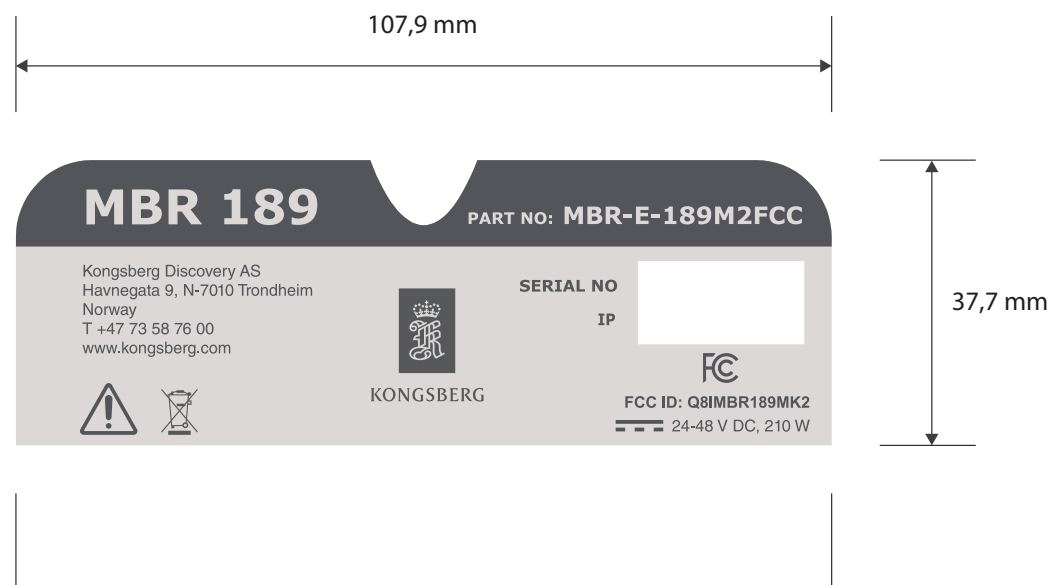 107,9 mm
MBR 189
PART NO: MBR-E-189M2FCC
Kongsberg Discovery AS
Havnegata 9, N-7010 Trondheim
Norway
T +47 73 58 76 00
www.kongsberg.com
KONGSBERG
SERIAL NO
IP
FC
FCC ID: Q8IMBR189MK2
24-48 V DC, 210 W
37,7 mm